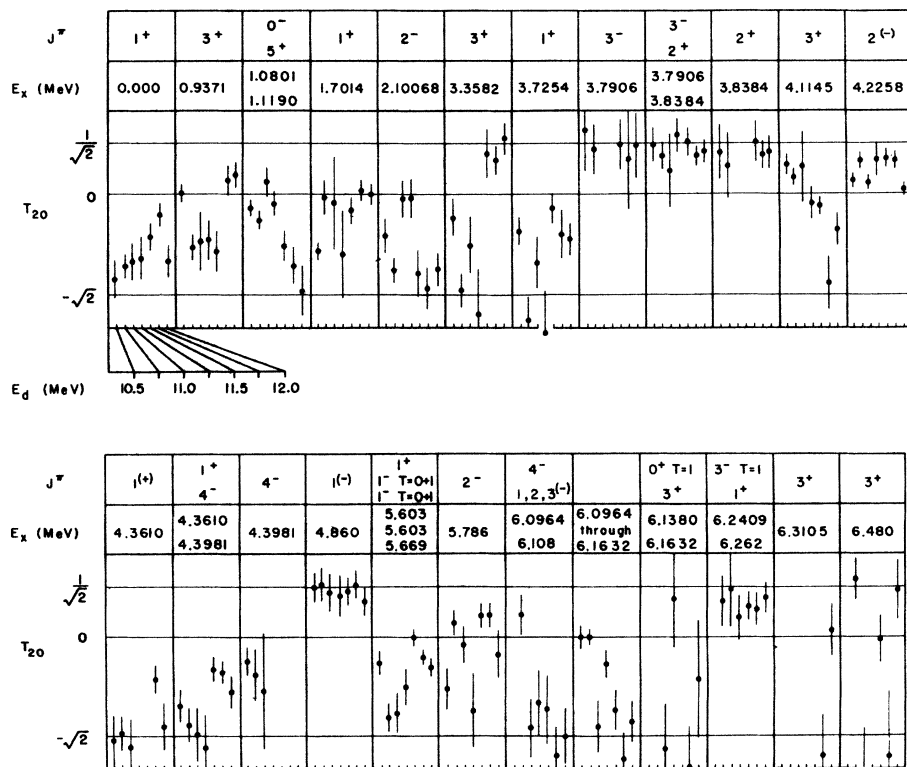 0⁻
J^π 1⁺ 3⁺ 5⁺ 1⁺ 2⁻ 3⁺ 1⁺ 3⁻ 3⁻ 2⁺ 2⁺ 3⁺ 2⁽⁻⁾
E_x (MeV) 0.000 0.9371 1.0801 1.1190 1.7014 2.10068 3.3582 3.7254 3.7906 3.7906 3.8384 3.8384 4.1145 4.2258
1/√2
0
T₂₀
-√2
E_d (MeV) 10.5 11.0 11.5 12.0
J^π 1⁽⁺⁾ 1⁺ 4⁻ 4⁻ 1⁽⁻⁾ 1⁺ 1⁻ T=0+1 1⁻ T=0+1 2⁻ 4⁻ 1,2,3⁽⁻⁾ 0⁺ T=1 3⁺ 3⁻ T=1 1⁺ 3⁺ 3⁺
E_x (MeV) 4.3610 4.3610 4.3981 4.3981 4.860 5.603 5.603 5.669 5.786 6.0964 6.108 6.0964 through 6.1632 6.1380 6.1632 6.2409 6.262 6.3105 6.480
1/√2
0
T₂₀
-√2